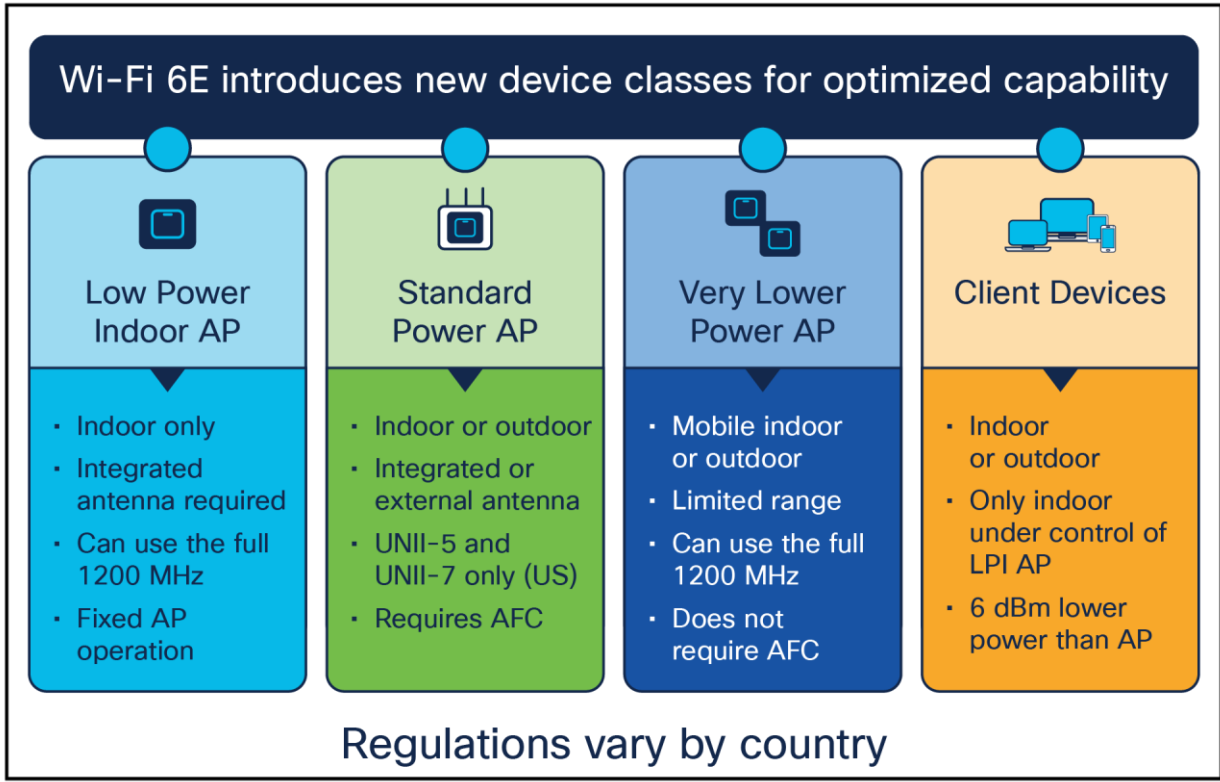 Wi-Fi 6E introduces new device classes for optimized capability
Low Power
Indoor AP
· Indoor only
· Integrated
antenna required
· Can use the full
1200 MHz
· Fixed AP
operation
Standard
Power AP
· Indoor or outdoor
· Integrated or
external antenna
· UNII-5 and
UNII-7 only (US)
· Requires AFC
Very Lower
Power AP
· Mobile indoor
or outdoor
· Limited range
· Can use the full
1200 MHz
· Does not
require AFC
Client Devices
· Indoor
or outdoor
· Only indoor
under control of
LPI AP
· 6 dBm lower
power than AP
Regulations vary by country